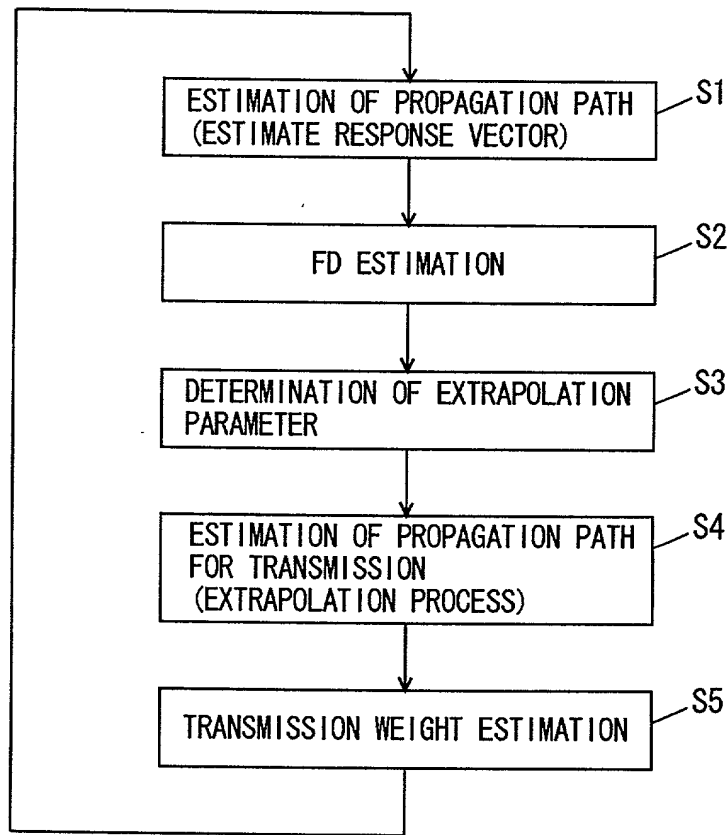 S1
ESTIMATION OF PROPAGATION PATH
(ESTIMATE RESPONSE VECTOR)
S2
FD ESTIMATION
S3
DETERMINATION OF EXTRAPOLATION
PARAMETER
S4
ESTIMATION OF PROPAGATION PATH
FOR TRANSMISSION
(EXTRAPOLATION PROCESS)
S5
TRANSMISSION WEIGHT ESTIMATION